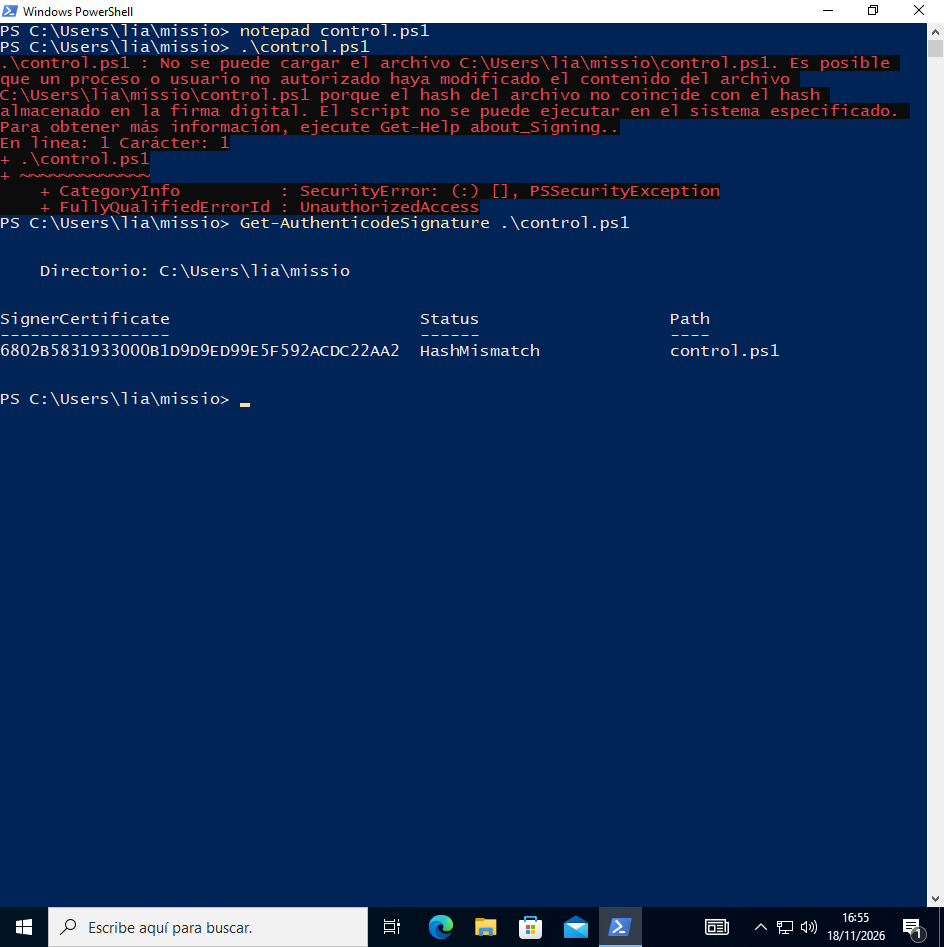 Windows PowerShell
PS C:\Users\lia\missio> notepad control.ps1
PS C:\Users\lia\missio> .\control.ps1
.\control.ps1 : No se puede cargar el archivo C:\Users\lia\missio\control.ps1. Es posible
que un proceso o usuario no autorizado haya modificado el contenido del archivo
C:\Users\lia\missio\control.ps1 porque el hash del archivo no coincide con el hash
almacenado en la firma digital. El script no se puede ejecutar en el sistema especificado.
Para obtener más información, ejecute Get-Help about_Signing..
En línea: 1 Carácter: 1
+ .\control.ps1
+ ~~~~~~~~~~~~~
    + CategoryInfo          : SecurityError: (:) [], PSSecurityException
    + FullyQualifiedErrorId : UnauthorizedAccess
PS C:\Users\lia\missio> Get-AuthenticodeSignature .\control.ps1
    Directorio: C:\Users\lia\missio
SignerCertificate                         Status                   Path
-----------------                         ------                   ----
6802B5831933000B1D9D9ED99E5F592ACDC22AA2  HashMismatch             control.ps1
PS C:\Users\lia\missio>
Escribe aquí para buscar.
16:55
18/11/2026
1